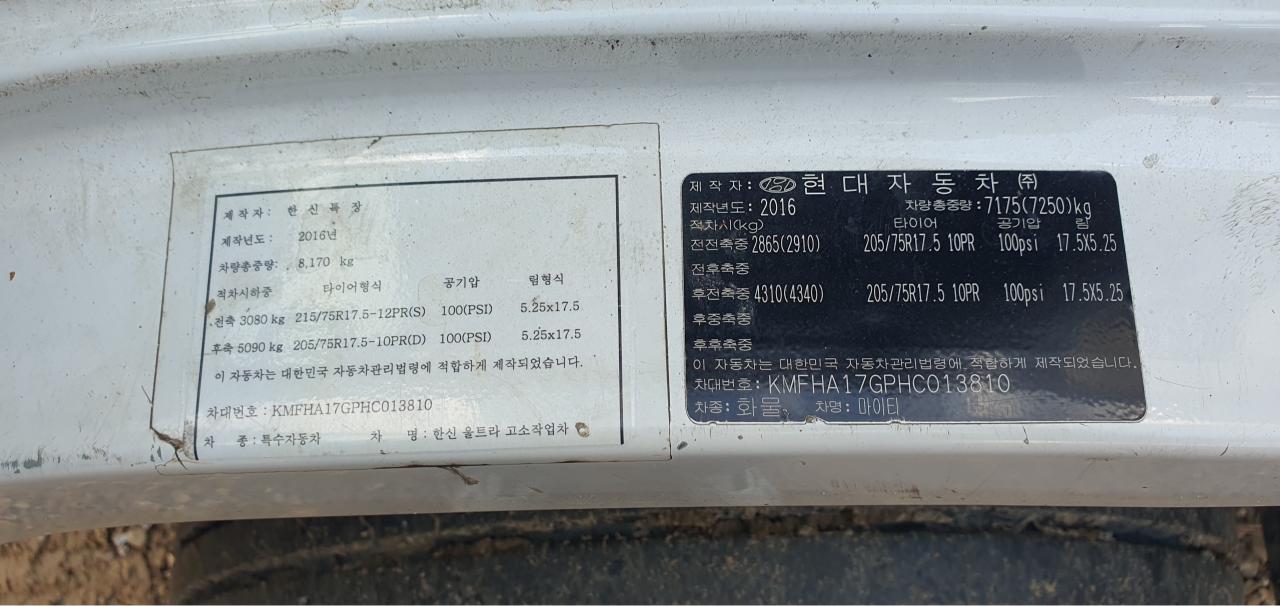 제작자: 한신특장
제작년도: 2016년
차량총중량: 8,170 kg
적차시하중 타이어형식 공기압 림형식
전축 3080 kg 215/75R17.5-12PR(S) 100(PSI) 5.25x17.5
후축 5090 kg 205/75R17.5-10PR(D) 100(PSI) 5.25x17.5
이 자동차는 대한민국 자동차관리법령에 적합하게 제작되었습니다.
차대번호 : KMFHA17GPHC013810
차 종 : 특수자동차 차 명 : 한신 울트라 고소작업차
제작자: 현대자동차 ㈜
제작년도: 2016 차량총중량: 7175(7250)kg
적차시(kg) 타이어 공기압 림
전전축중 2865(2910) 205/75R17.5 10PR 100psi 17.5X5.25
전후축중
후전축중 4310(4340) 205/75R17.5 10PR 100psi 17.5X5.25
후중축중
후후축중
이 자동차는 대한민국 자동차관리법령에 적합하게 제작되었습니다.
차대번호: KMFHA17GPHC013810
차종: 화물 차명: 마이티